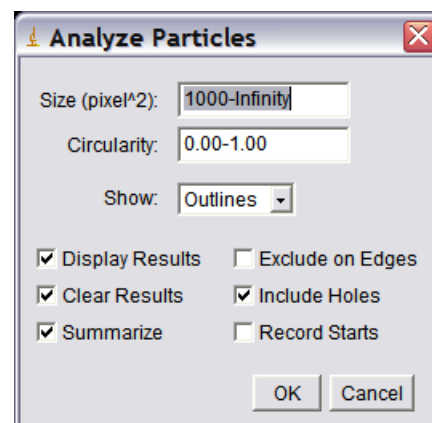 Analyze Particles
Size (pixel^2): 1000-Infinity
Circularity: 0.00-1.00
Show: Outlines
Display Results Exclude on Edges
Clear Results Include Holes
Summarize Record Starts
OK Cancel